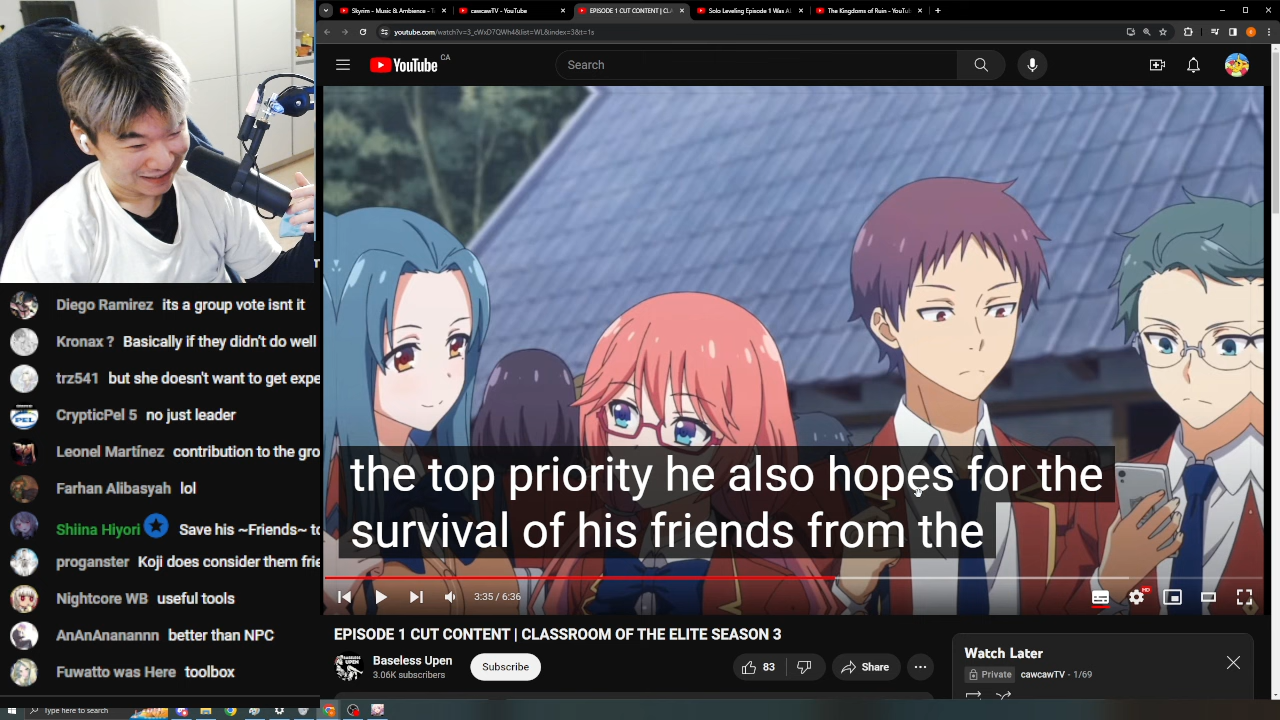 Skyrim - Music & Ambience - T
cawcawTV - YouTube
EPISODE 1 CUT CONTENT | CL
Solo Leveling Episode 1 Was A
The Kingdoms of Ruin - YouTu
youtube.com/watch?v=3_cWxD7QWh4&list=WL&index=3&t=1s
YouTube CA
Search
the top priority he also hopes for the
survival of his friends from the
3:35 / 6:36
HD
EPISODE 1 CUT CONTENT | CLASSROOM OF THE ELITE SEASON 3
Baseless Upen
3.06K subscribers
Subscribe
83
Share
Watch Later
Private cawcawTV - 1/69
Diego Ramirez its a group vote isnt it
Kronax ? Basically if they didn't do well
trz541 but she doesn't want to get expe
CrypticPel 5 no just leader
Leonel Martínez contribution to the gro
Farhan Alibasyah lol
Shiina Hiyori Save his ~Friends~ to
proganster Koji does consider them frie
Nightcore WB useful tools
AnAnAnanannn better than NPC
Fuwatto was Here toolbox
Type here to search